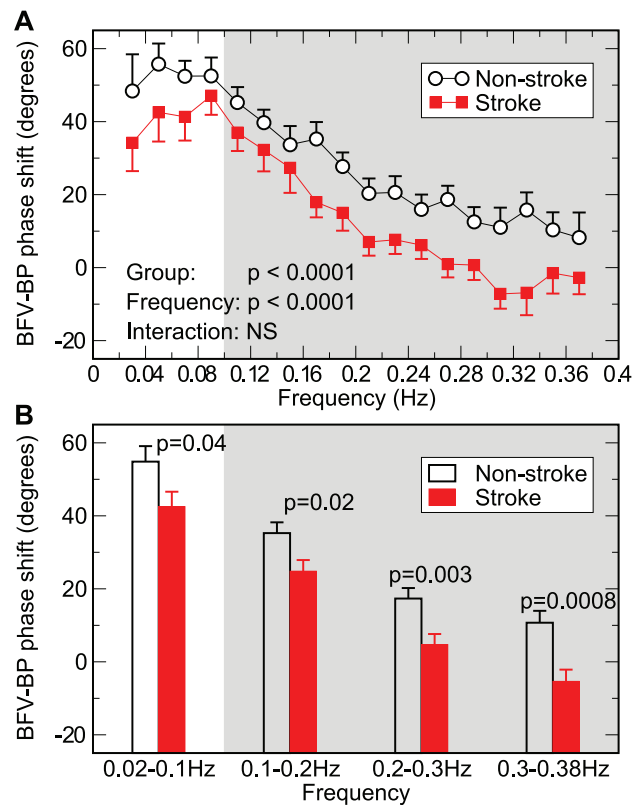 A
BFV-BP phase shift (degrees)
60
40
20
0
-20
Non-stroke
Stroke
Group: p < 0.0001
Frequency: p < 0.0001
Interaction: NS
0 0.04 0.08 0.12 0.16 0.2 0.24 0.28 0.32 0.36 0.4
Frequency (Hz)
B
BFV-BP phase shift (degrees)
60
40
20
0
-20
Non-stroke
Stroke
p=0.04
p=0.02
p=0.003
p=0.0008
0.02-0.1Hz 0.1-0.2Hz 0.2-0.3Hz 0.3-0.38Hz
Frequency